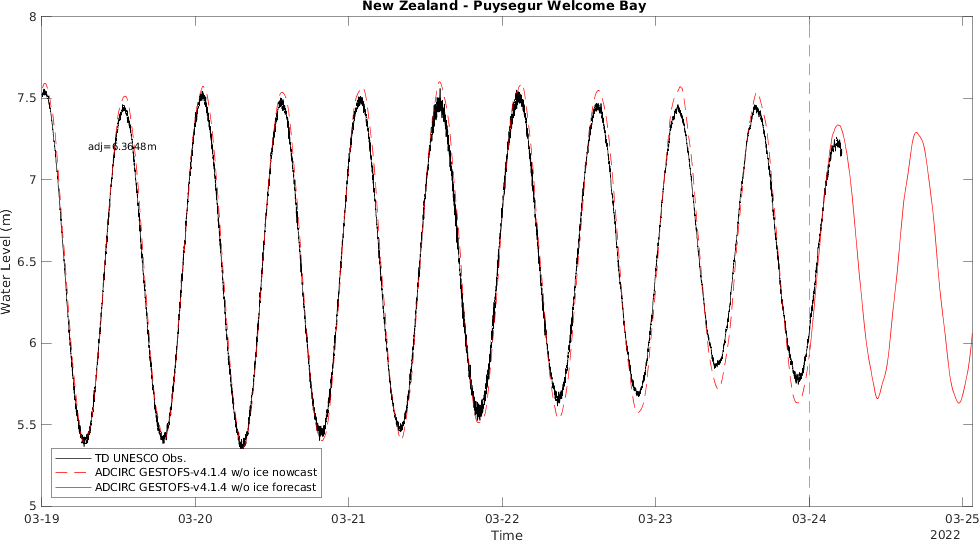 New Zealand - Puysegur Welcome Bay
8
7.5
adj=6.3648m
7
6.5
6
5.5
5
Water Level (m)
TD UNESCO Obs.
ADCIRC GESTOFS-v4.1.4 w/o ice nowcast
ADCIRC GESTOFS-v4.1.4 w/o ice forecast
03-19 03-20 03-21 03-22 03-23 03-24 03-25
Time
2022